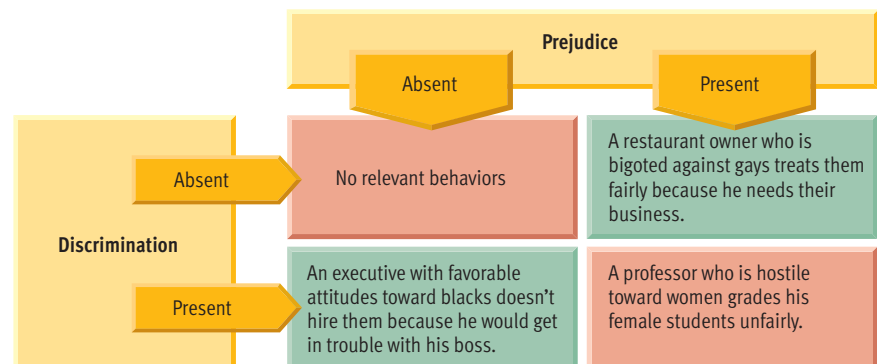 Prejudice
Absent
Present
Discrimination
Absent
No relevant behaviors
A restaurant owner who is
bigoted against gays treats them
fairly because he needs their
business.
Present
An executive with favorable
attitudes toward blacks doesn’t
hire them because he would get
in trouble with his boss.
A professor who is hostile
toward women grades his
female students unfairly.